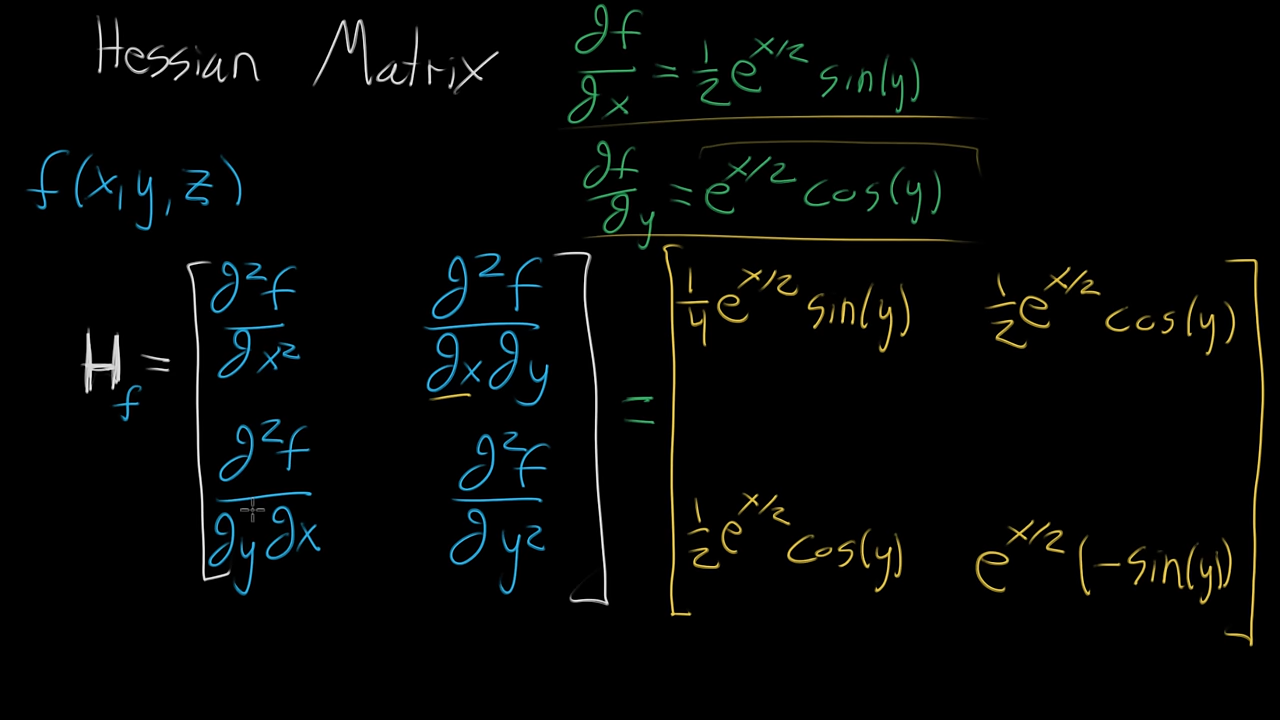 Hessian Matrix
∂f/∂x = 1/2 e^(x/2) sin(y)
∂f/∂y = e^(x/2) cos(y)
f(x,y,z)
H_f = [ ∂²f/∂x² ∂²f/∂x∂y ] = [ 1/4 e^(x/2) sin(y) 1/2 e^(x/2) cos(y) ]
[ ∂²f/∂y∂x ∂²f/∂y² ] [ 1/2 e^(x/2) cos(y) e^(x/2) (-sin(y)) ]